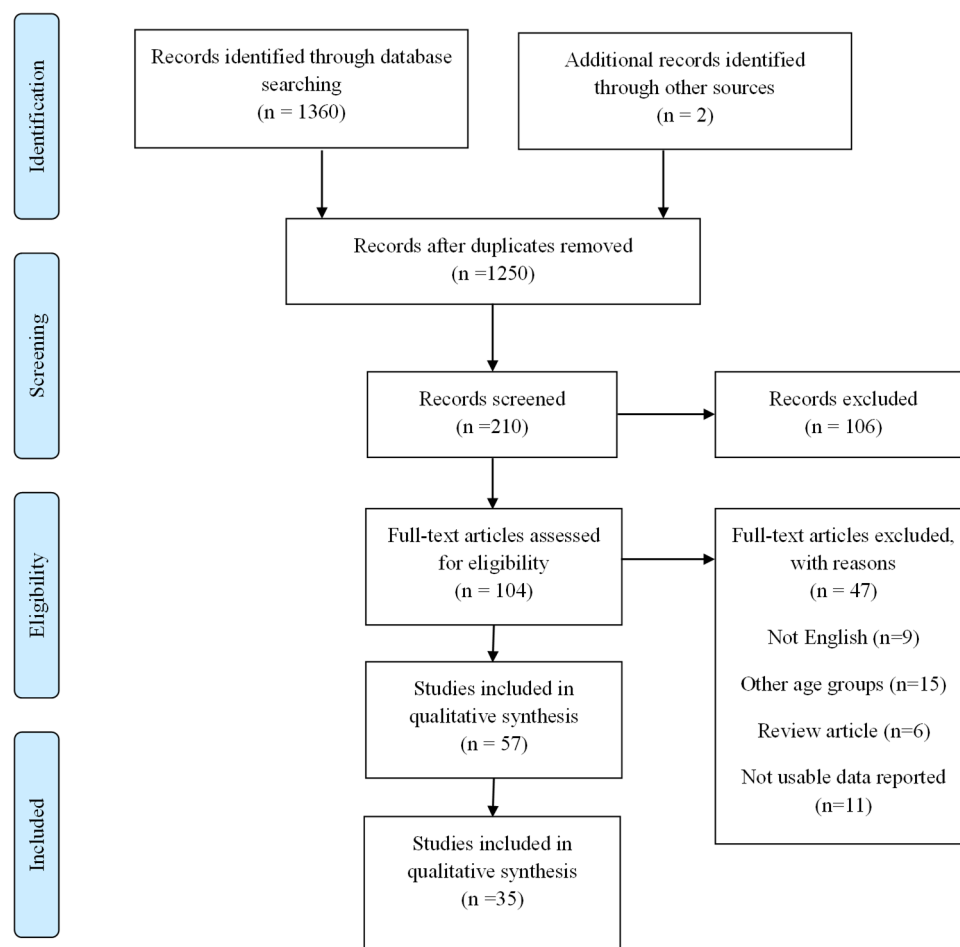 Identification
Records identified through database
searching
(n = 1360)
Additional records identified
through other sources
(n = 2)
Records after duplicates removed
(n =1250)
Screening
Records screened
(n =210)
Records excluded
(n = 106)
Eligibility
Full-text articles assessed
for eligibility
(n = 104)
Full-text articles excluded,
with reasons
(n = 47)
Not English (n=9)
Other age groups (n=15)
Review article (n=6)
Not usable data reported
(n=11)
Studies included in
qualitative synthesis
(n = 57)
Included
Studies included in
qualitative synthesis
(n =35)